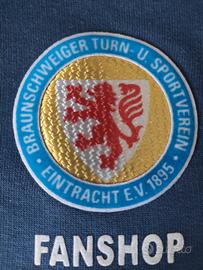 BRAUNSCHWEIGER TURN- U. SPORTVEREIN
• EINTRACHT E.V. 1895 •
FANSHOP